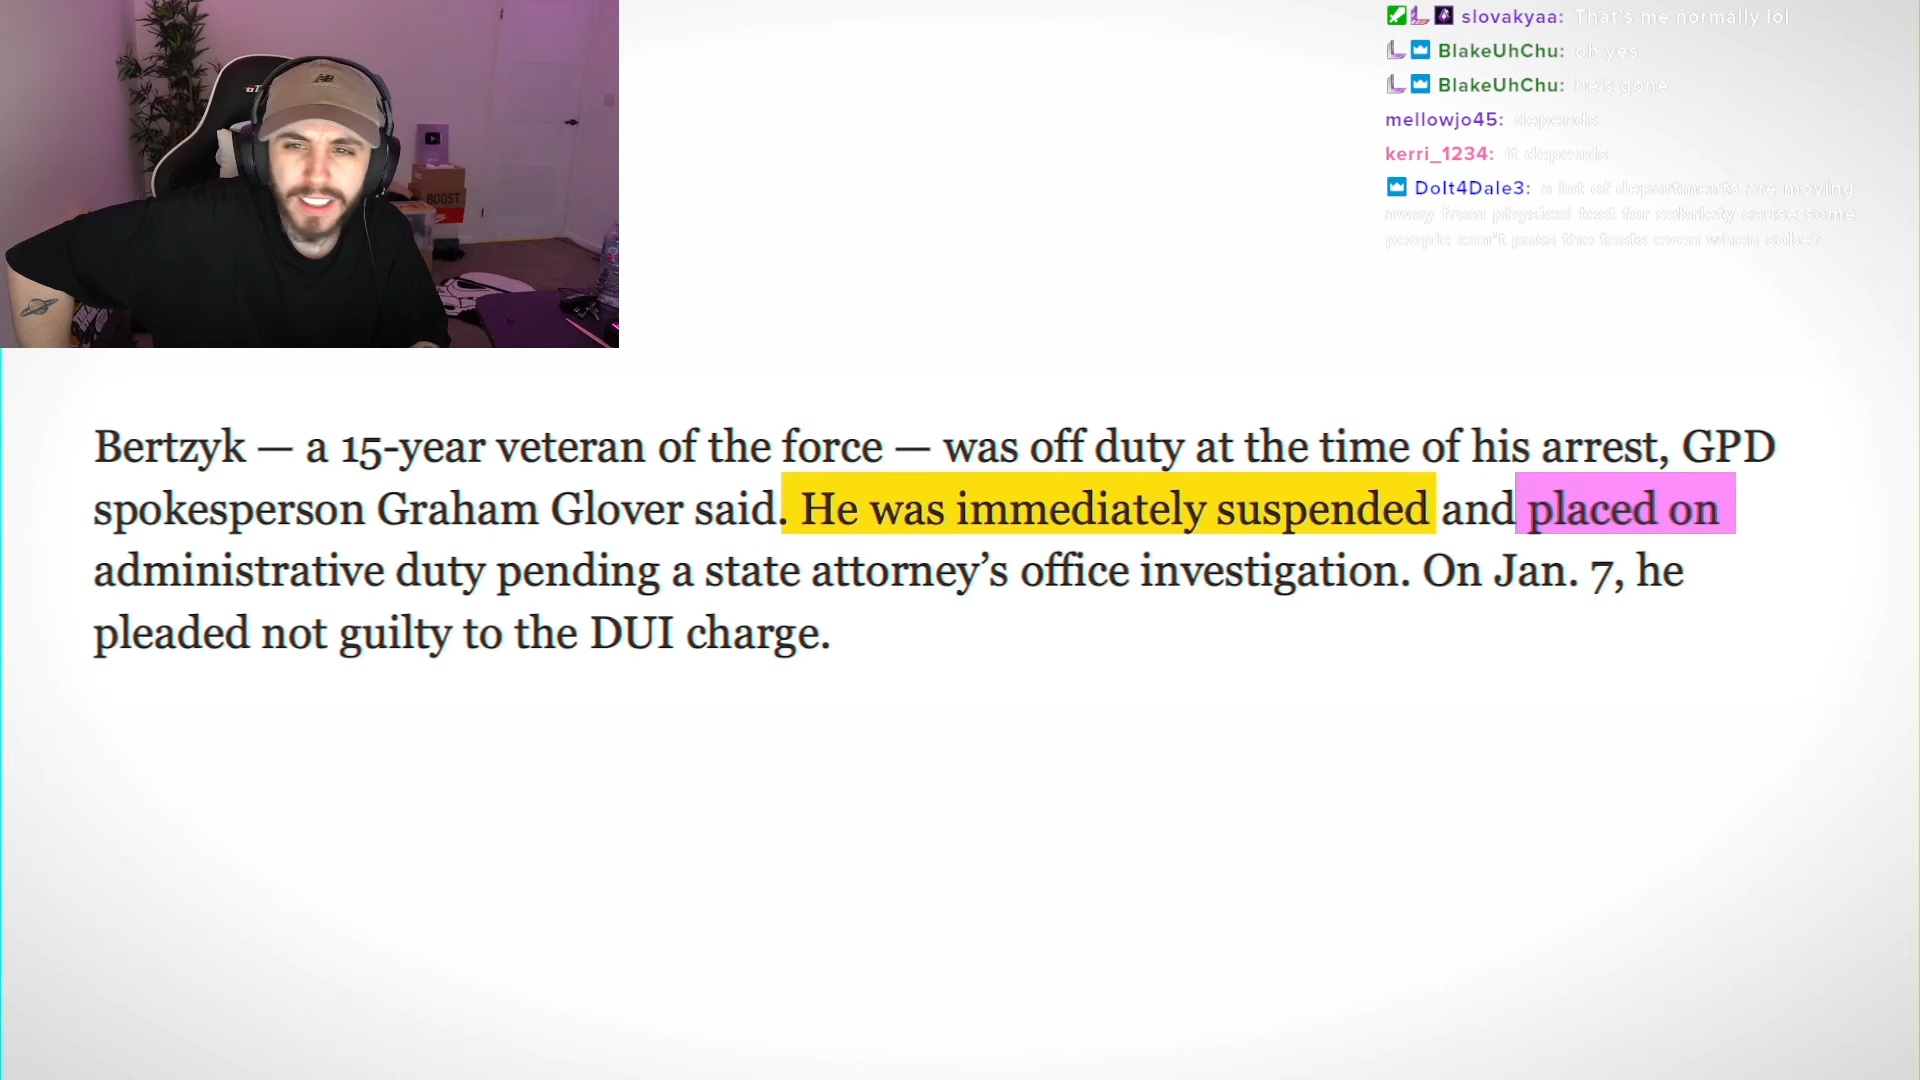 slovakyaa: That's me normally lol
BlakeUhChu: oh yes
BlakeUhChu: he's gone
mellowjo45: depends
kerri_1234: it depends
DoIt4Dale3: a lot of departments are moving
away from physical test for sobriety cause some
people can't pass the tests even when sober
BOOST
Bertzyk — a 15-year veteran of the force — was off duty at the time of his arrest, GPD
spokesperson Graham Glover said. He was immediately suspended and placed on
administrative duty pending a state attorney’s office investigation. On Jan. 7, he
pleaded not guilty to the DUI charge.